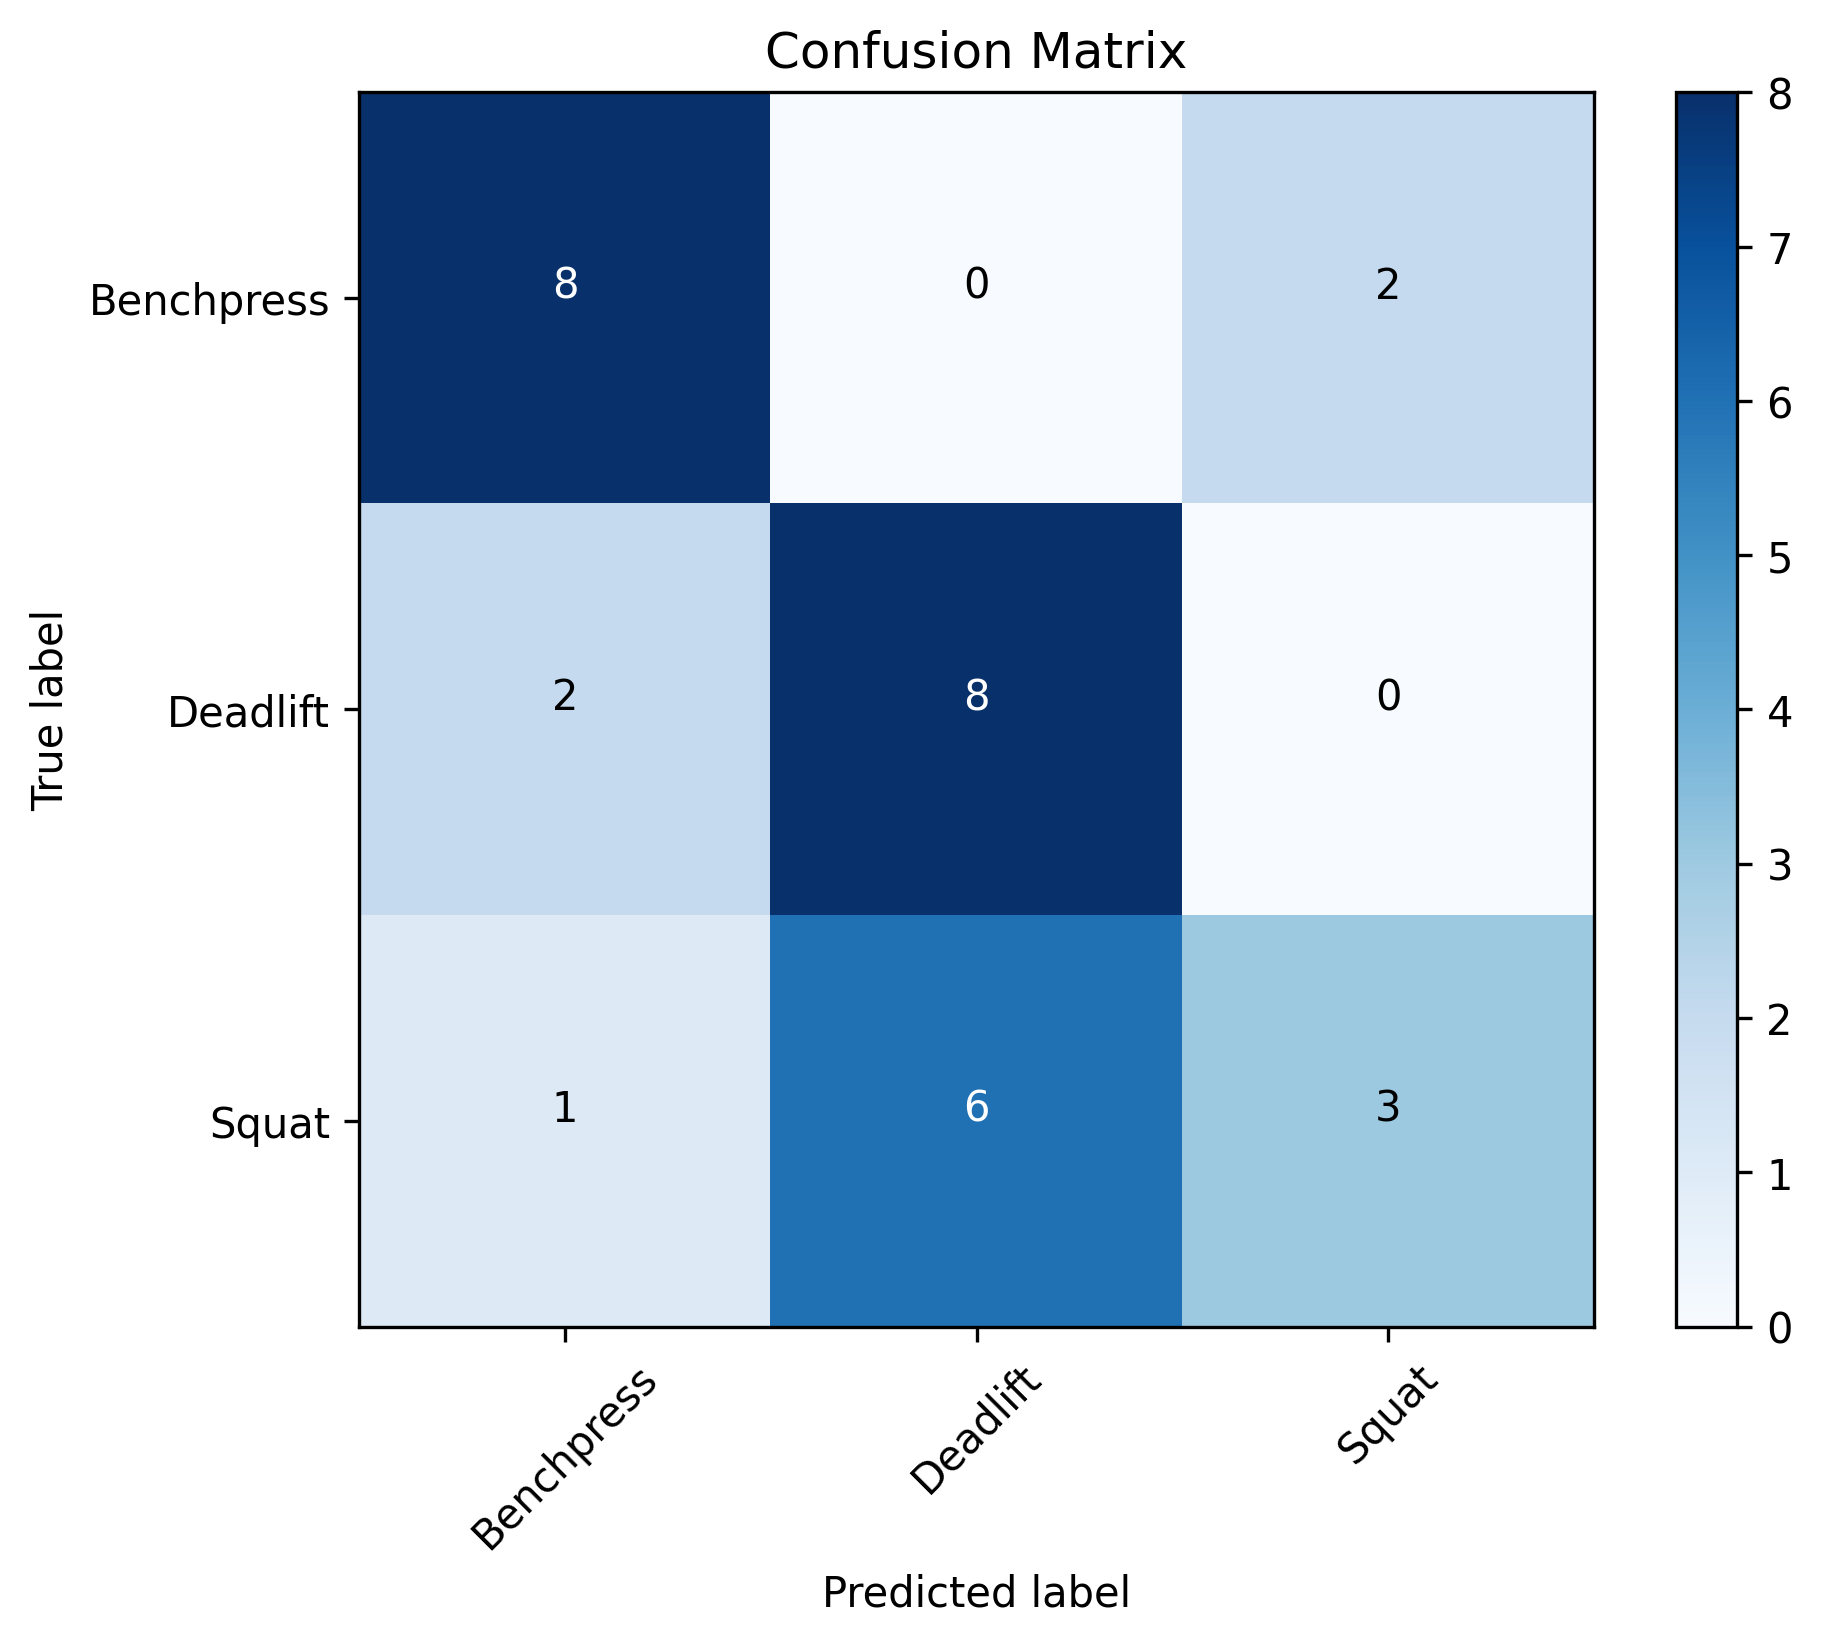 Confusion Matrix
Benchpress
8
0
2
Deadlift
2
8
0
Squat
1
6
3
True label
Benchpress
Deadlift
Squat
Predicted label
8
7
6
5
4
3
2
1
0